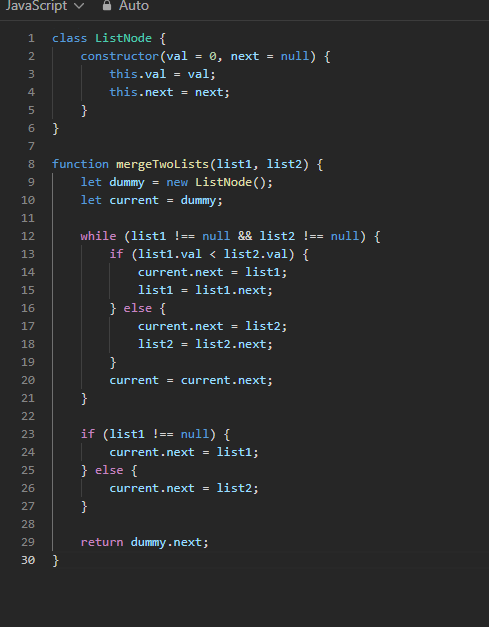 JavaScript Auto
1 class ListNode {
2     constructor(val = 0, next = null) {
3         this.val = val;
4         this.next = next;
5     }
6 }
7
8 function mergeTwoLists(list1, list2) {
9     let dummy = new ListNode();
10     let current = dummy;
11
12     while (list1 !== null && list2 !== null) {
13         if (list1.val < list2.val) {
14             current.next = list1;
15             list1 = list1.next;
16         } else {
17             current.next = list2;
18             list2 = list2.next;
19         }
20         current = current.next;
21     }
22
23     if (list1 !== null) {
24         current.next = list1;
25     } else {
26         current.next = list2;
27     }
28
29     return dummy.next;
30 }